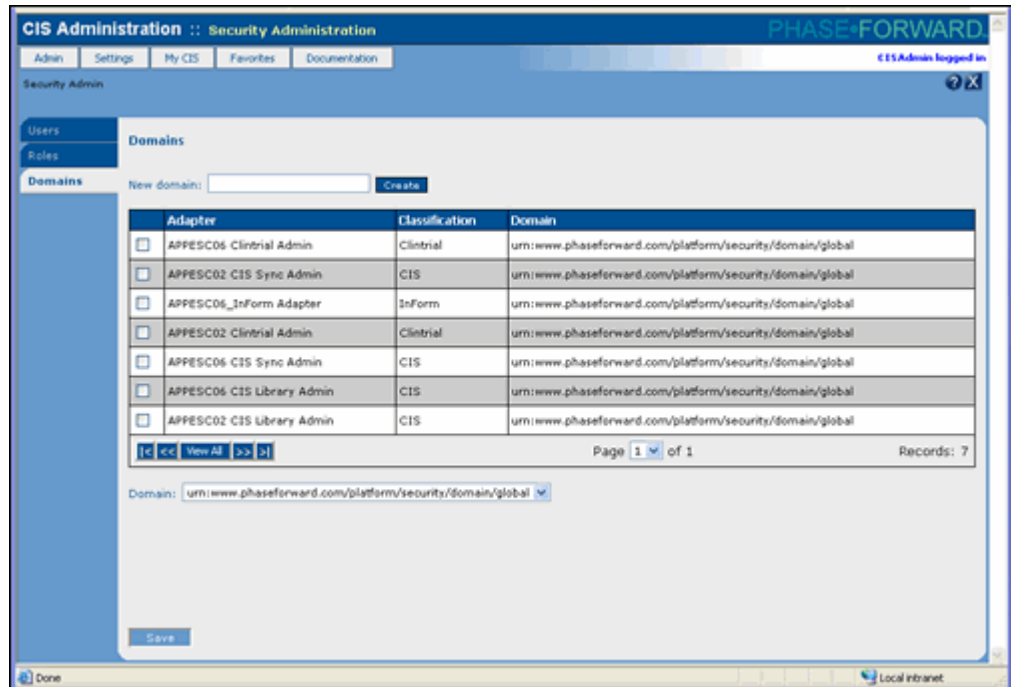 CIS Administration :: Security Administration PHASE FORWARD.
Admin Settings My CIS Favorites Documentation CISAdmin logged in
Security Admin ? X
Users
Roles
Domains
Domains
New domain: Create
Adapter Classification Domain
APPESC06 Clintrial Admin Clintrial urn:www.phaseforward.com/platform/security/domain/global
APPESC02 CIS Sync Admin CIS urn:www.phaseforward.com/platform/security/domain/global
APPESC06_InForm Adapter InForm urn:www.phaseforward.com/platform/security/domain/global
APPESC02 Clintrial Admin Clintrial urn:www.phaseforward.com/platform/security/domain/global
APPESC06 CIS Sync Admin CIS urn:www.phaseforward.com/platform/security/domain/global
APPESC06 CIS Library Admin CIS urn:www.phaseforward.com/platform/security/domain/global
APPESC02 CIS Library Admin CIS urn:www.phaseforward.com/platform/security/domain/global
|< << View All >> >| Page 1 of 1 Records: 7
Domain: urn:www.phaseforward.com/platform/security/domain/global
Save
Done Local intranet